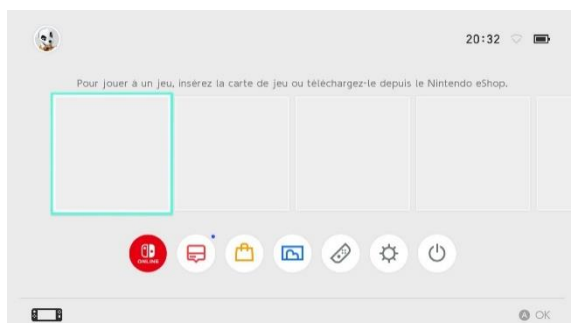 20:32
Pour jouer à un jeu, insérez la carte de jeu ou téléchargez-le depuis le Nintendo eShop.
ONLINE
A OK